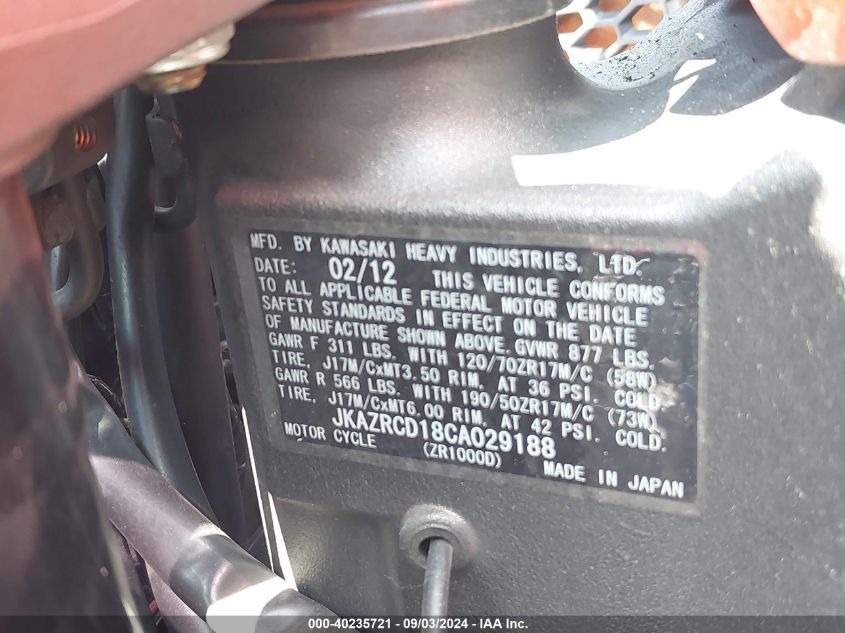 MFD. BY KAWASAKI HEAVY INDUSTRIES, LTD.
DATE: 02/12 THIS VEHICLE CONFORMS
TO ALL APPLICABLE FEDERAL MOTOR VEHICLE
SAFETY STANDARDS IN EFFECT ON THE DATE
OF MANUFACTURE SHOWN ABOVE. GVWR 877 LBS.
GAWR F 311 LBS. WITH 120/70ZR17M/C (58W)
TIRE, J17M/CxMT3.50 RIM, AT 36 PSI. COLD.
GAWR R 566 LBS. WITH 190/50ZR17M/C (73W)
TIRE, J17M/CxMT6.00 RIM, AT 42 PSI. COLD.
JKAZRCD18CA029188
MOTOR CYCLE (ZR1000D) MADE IN JAPAN
000-40235721 - 09/03/2024 - IAA Inc.